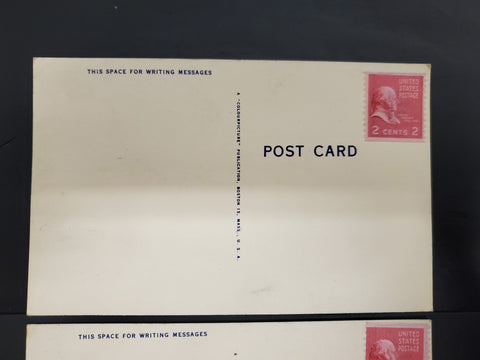 THIS SPACE FOR WRITING MESSAGES
A "COLOURPICTURE" PUBLICATION, BOSTON 15, MASS., U.S.A.
POST CARD
UNITED
STATES
POSTAGE
2 CENTS 2
THIS SPACE FOR WRITING MESSAGES
UNITED
STATES
POSTAGE